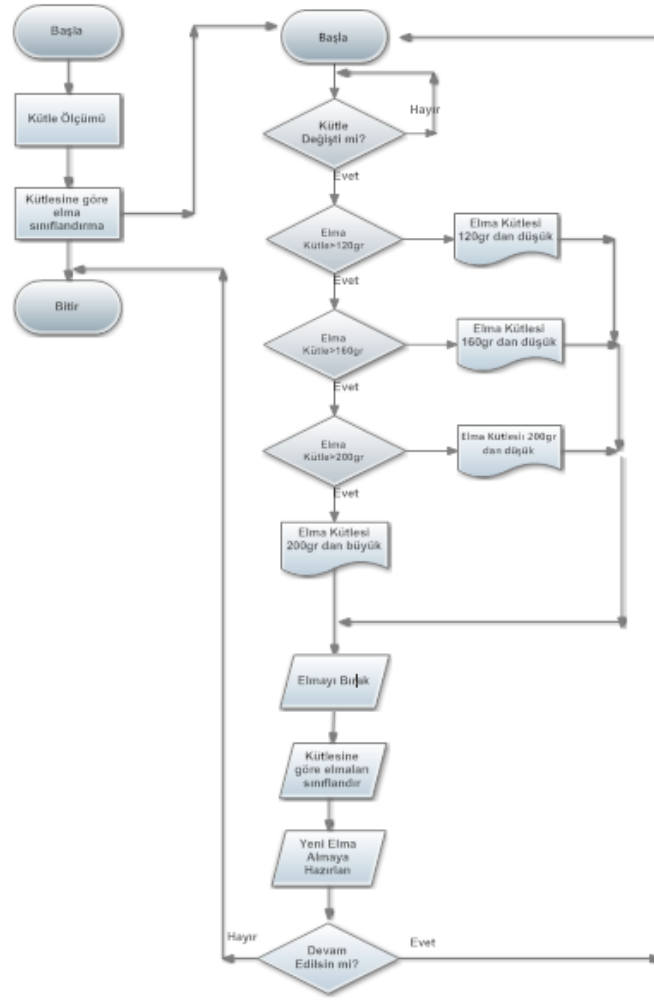 Başla
Kütle Ölçümü
Kütlesine göre
elma
sınıflandırma
Bitir
Başla
Hayır
Kütle
Değişti mi?
Evet
Elma
Kütle>120gr
Elma Kütlesi
120gr dan düşük
Evet
Elma
Kütle>160gr
Elma Kütlesi
160gr dan düşük
Evet
Elma
Kütle>200gr
Elma Kütlesi: 200gr
dan düşük
Evet
Elma Kütlesi
200gr dan büyük
Elmayı Bırak
Kütlesine
göre elmaları
sınıflandır
Yeni Elma
Almaya
Hazırlan
Hayır
Devam
Edilsin mi?
Evet